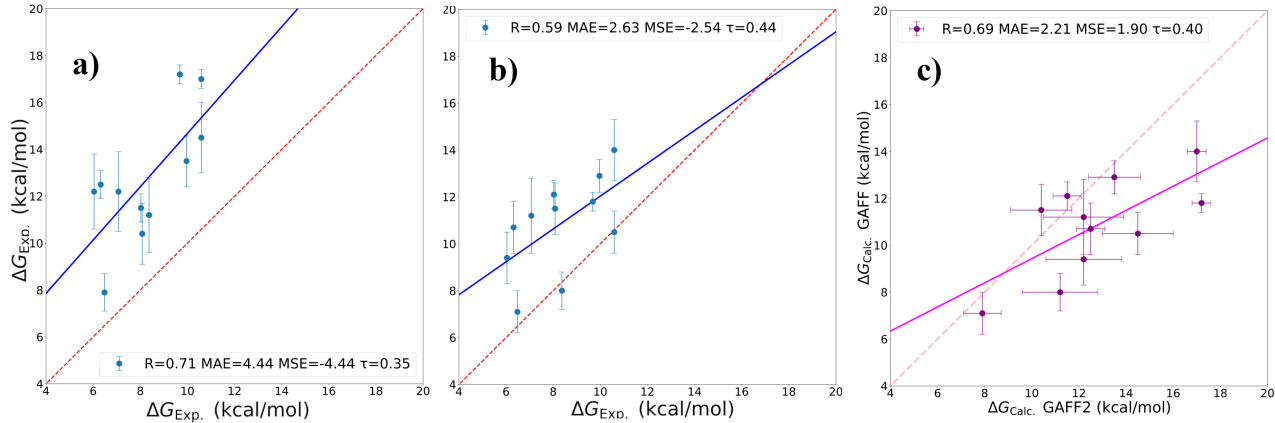 a)
20
18
16
14
12
10
8
6
4
ΔG_Exp. (kcal/mol)
R=0.71 MAE=4.44 MSE=-4.44 τ=0.35
4 6 8 10 12 14 16 18 20
ΔG_Exp. (kcal/mol)
b)
R=0.59 MAE=2.63 MSE=-2.54 τ=0.44
20
18
16
14
12
10
8
6
4
4 6 8 10 12 14 16 18 20
ΔG_Exp. (kcal/mol)
c)
R=0.69 MAE=2.21 MSE=1.90 τ=0.40
20
18
16
14
12
10
8
6
4
ΔG_Calc. GAFF (kcal/mol)
4 6 8 10 12 14 16 18 20
ΔG_Calc. GAFF2 (kcal/mol)